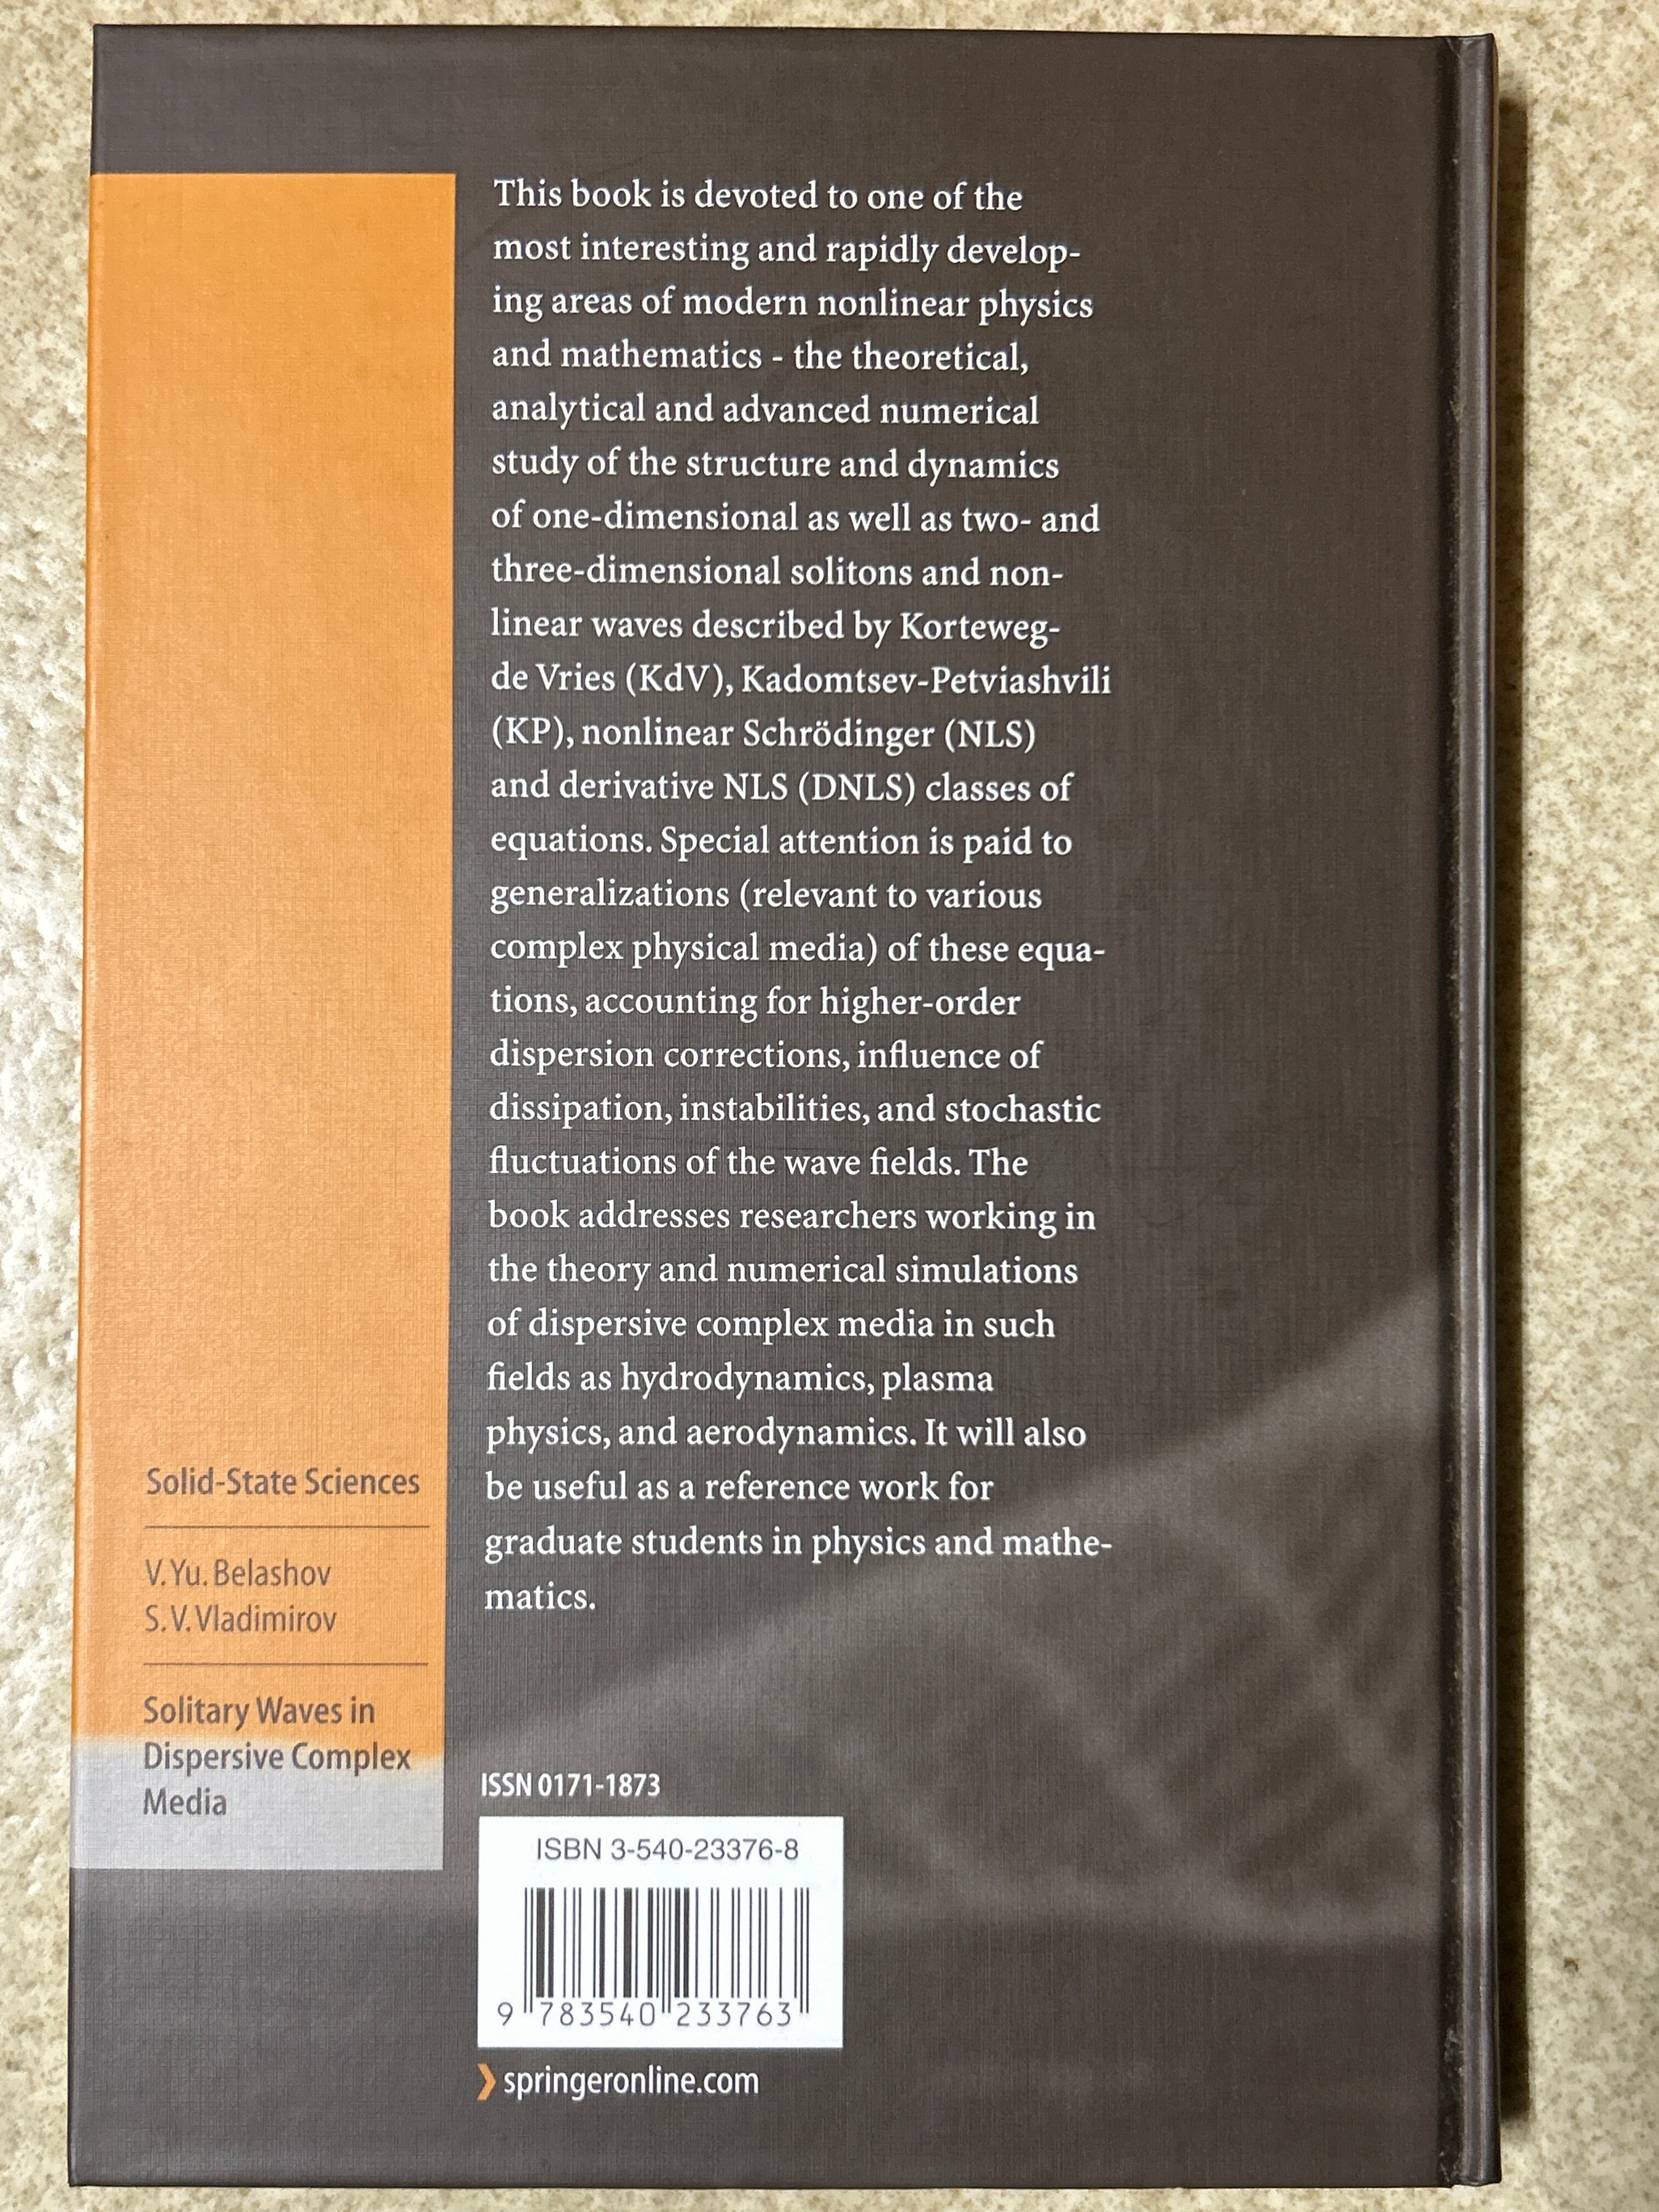 This book is devoted to one of the
most interesting and rapidly develop-
ing areas of modern nonlinear physics
and mathematics - the theoretical,
analytical and advanced numerical
study of the structure and dynamics
of one-dimensional as well as two- and
three-dimensional solitons and non-
linear waves described by Korteweg-
de Vries (KdV), Kadomtsev-Petviashvili
(KP), nonlinear Schrödinger (NLS)
and derivative NLS (DNLS) classes of
equations. Special attention is paid to
generalizations (relevant to various
complex physical media) of these equa-
tions, accounting for higher-order
dispersion corrections, influence of
dissipation, instabilities, and stochastic
fluctuations of the wave fields. The
book addresses researchers working in
the theory and numerical simulations
of dispersive complex media in such
fields as hydrodynamics, plasma
physics, and aerodynamics. It will also
be useful as a reference work for
graduate students in physics and mathe-
matics.
Solid-State Sciences
V. Yu. Belashov
S. V. Vladimirov
Solitary Waves in
Dispersive Complex
Media
ISSN 0171-1873
ISBN 3-540-23376-8
9 783540 233763
springeronline.com